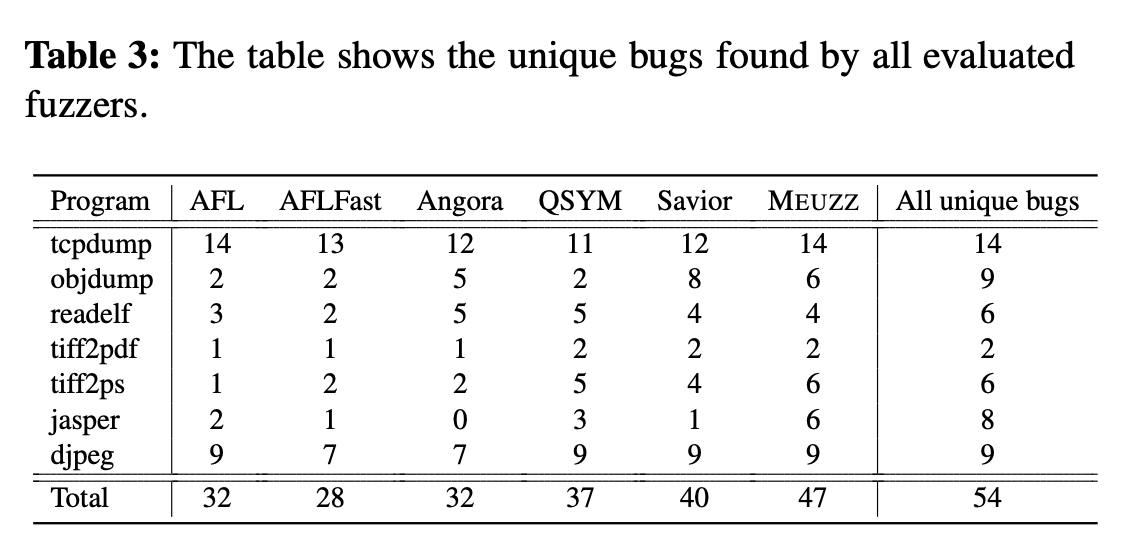 Table 3: The table shows the unique bugs found by all evaluated
fuzzers.
Program AFL AFLFast Angora QSYM Savior MEUZZ All unique bugs
tcpdump 14 13 12 11 12 14 14
objdump 2 2 5 2 8 6 9
readelf 3 2 5 5 4 4 6
tiff2pdf 1 1 1 2 2 2 2
tiff2ps 1 2 2 5 4 6 6
jasper 2 1 0 3 1 6 8
djpeg 9 7 7 9 9 9 9
Total 32 28 32 37 40 47 54